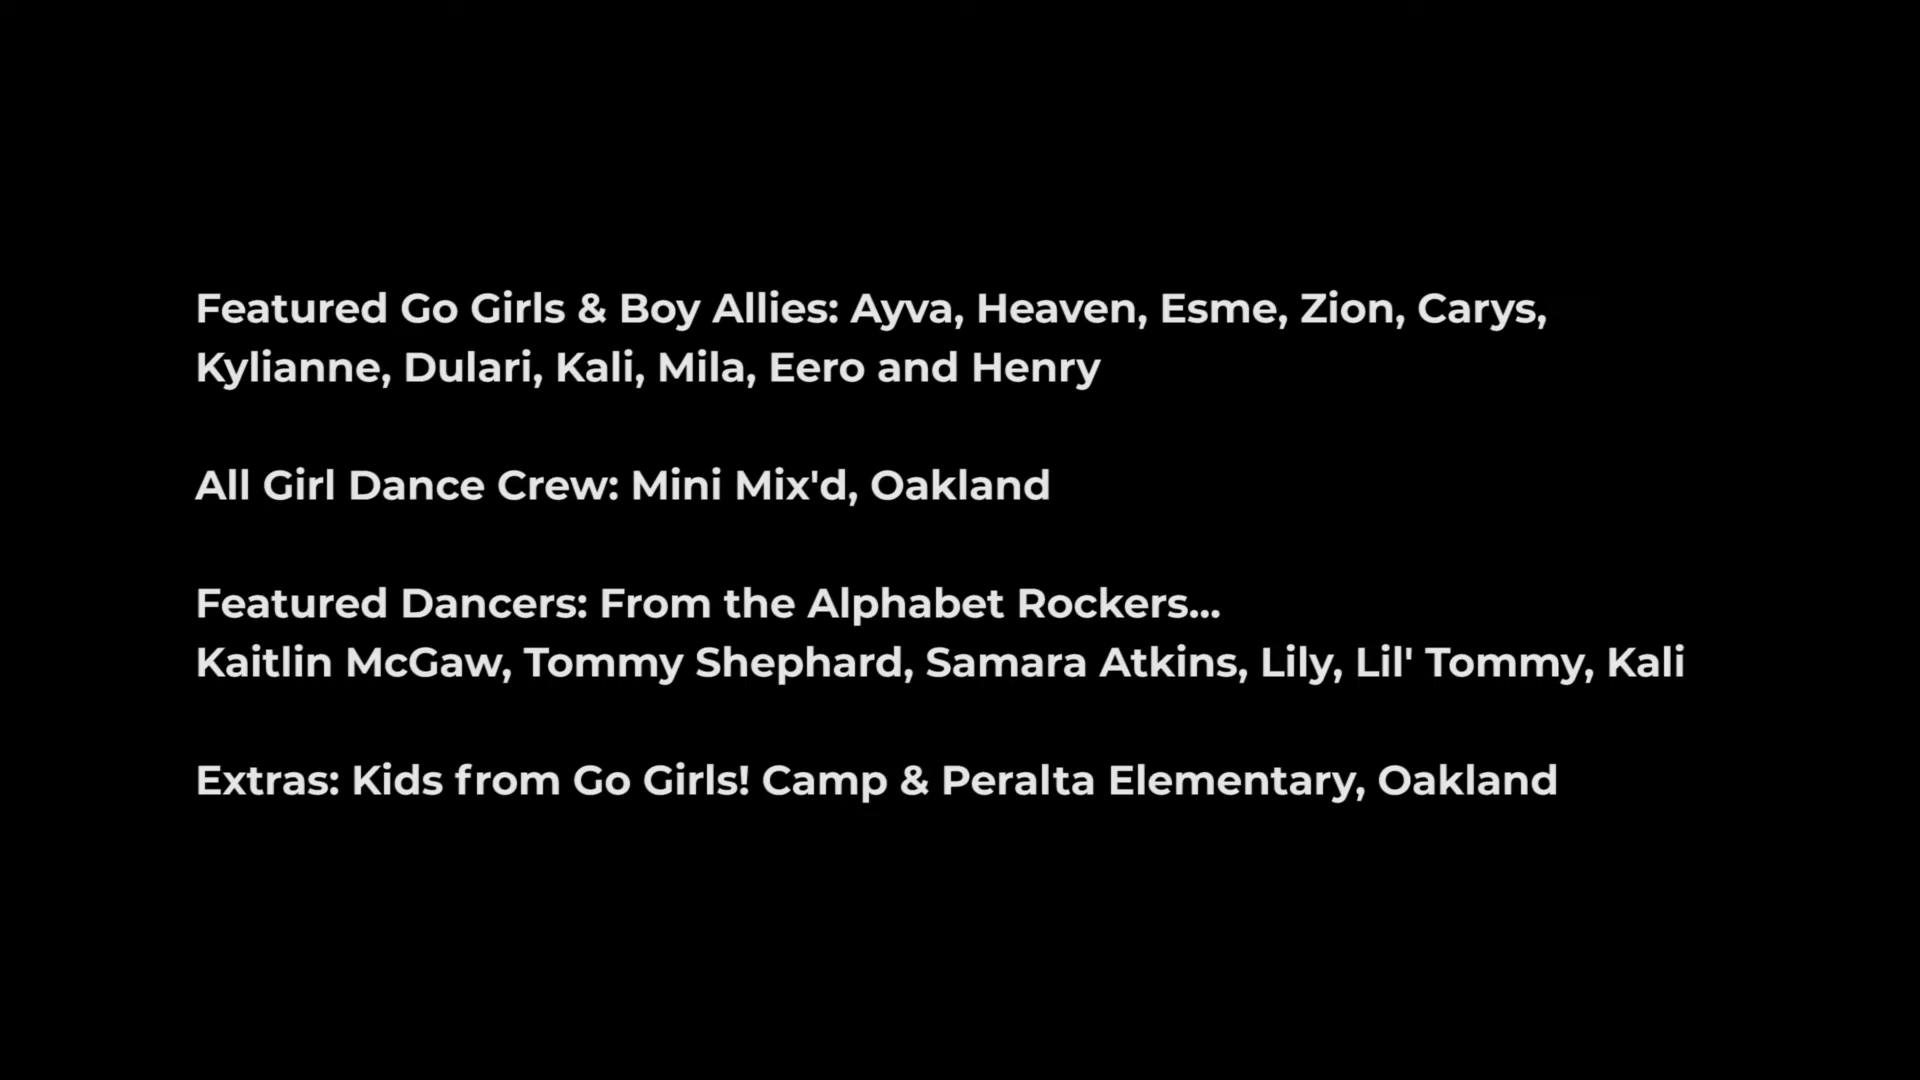 Featured Go Girls & Boy Allies: Ayva, Heaven, Esme, Zion, Carys,
Kylianne, Dulari, Kali, Mila, Eero and Henry
All Girl Dance Crew: Mini Mix'd, Oakland
Featured Dancers: From the Alphabet Rockers...
Kaitlin McGaw, Tommy Shephard, Samara Atkins, Lily, Lil' Tommy, Kali
Extras: Kids from Go Girls! Camp & Peralta Elementary, Oakland